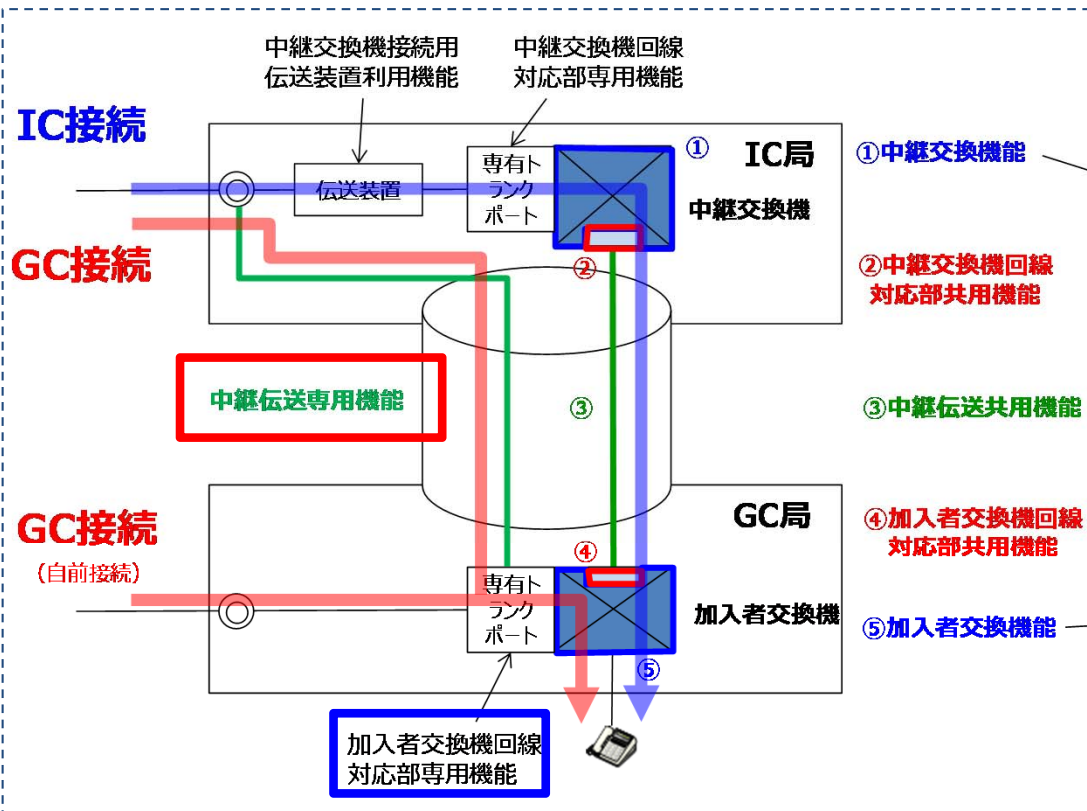 中継交換機接続用
伝送装置利用機能
中継交換機回線
対応部専用機能
IC接続
GC接続
伝送装置
専有ト
ランク
ポート
①
IC局
中継交換機
②
①中継交換機能
②中継交換機回線
対応部共用機能
中継伝送専用機能
③
③中継伝送共用機能
GC接続
(自前接続)
GC局
④
専有ト
ランク
ポート
加入者交換機
⑤
④加入者交換機回線
対応部共用機能
⑤加入者交換機能
加入者交換機回線
対応部専用機能